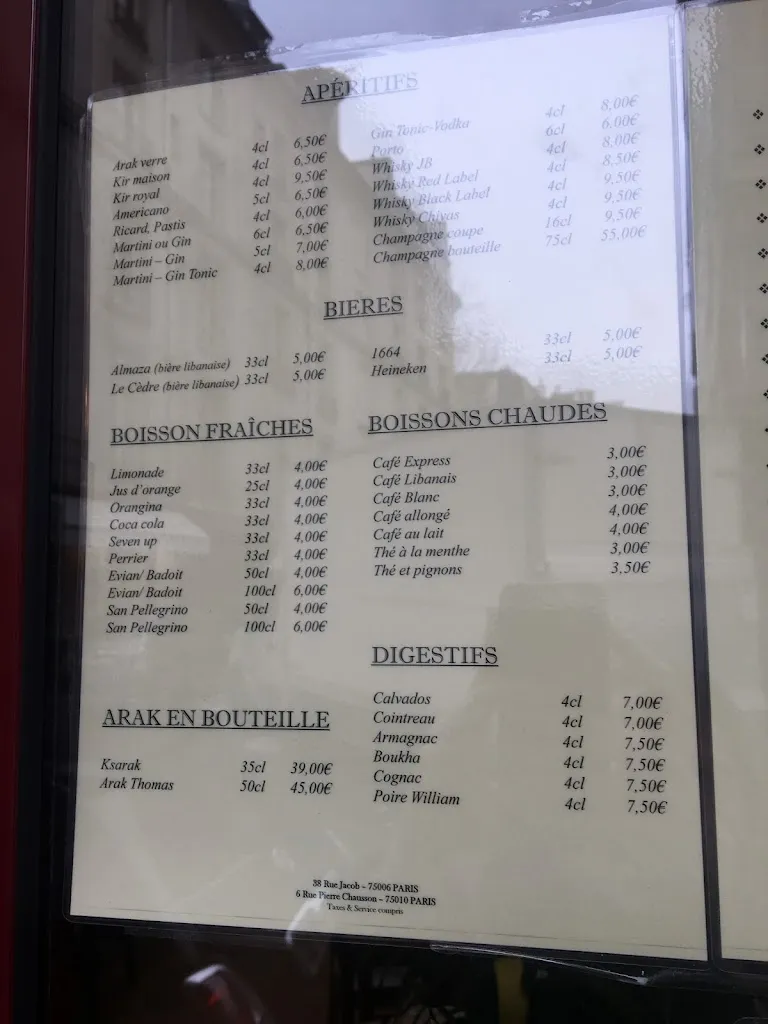 APÉRITIFS
Arak verre 4cl 6,50€
Kir maison 4cl 6,50€
Kir royal 4cl 9,50€
Americano 5cl 6,50€
Ricard, Pastis 4cl 6,00€
Martini ou Gin 6cl 6,50€
Martini – Gin 5cl 7,00€
Martini – Gin Tonic 4cl 8,00€
Gin Tonic-Vodka 4cl 8,00€
Porto 6cl 6,00€
Whisky JB 4cl 8,00€
Whisky Red Label 4cl 8,50€
Whisky Black Label 4cl 9,50€
Whisky Chivas 4cl 9,50€
Champagne coupe 16cl 9,50€
Champagne bouteille 75cl 55,00€
BIERES
Almaza (bière libanaise) 33cl 5,00€
Le Cèdre (bière libanaise) 33cl 5,00€
1664 33cl 5,00€
Heineken 33cl 5,00€
BOISSON FRAÎCHES
Limonade 33cl 4,00€
Jus d'orange 25cl 4,00€
Orangina 33cl 4,00€
Coca cola 33cl 4,00€
Seven up 33cl 4,00€
Perrier 33cl 4,00€
Evian/ Badoit 50cl 4,00€
Evian/ Badoit 100cl 6,00€
San Pellegrino 50cl 4,00€
San Pellegrino 100cl 6,00€
BOISSONS CHAUDES
Café Express 3,00€
Café Libanais 3,00€
Café Blanc 3,00€
Café allongé 4,00€
Café au lait 4,00€
Thé à la menthe 3,00€
Thé et pignons 3,50€
ARAK EN BOUTEILLE
Ksarak 35cl 39,00€
Arak Thomas 50cl 45,00€
DIGESTIFS
Calvados 4cl 7,00€
Cointreau 4cl 7,00€
Armagnac 4cl 7,50€
Boukha 4cl 7,50€
Cognac 4cl 7,50€
Poire William 4cl 7,50€
38 Rue Jacob – 75006 PARIS
6 Rue Pierre Chausson – 75010 PARIS
Taxes & Service compris